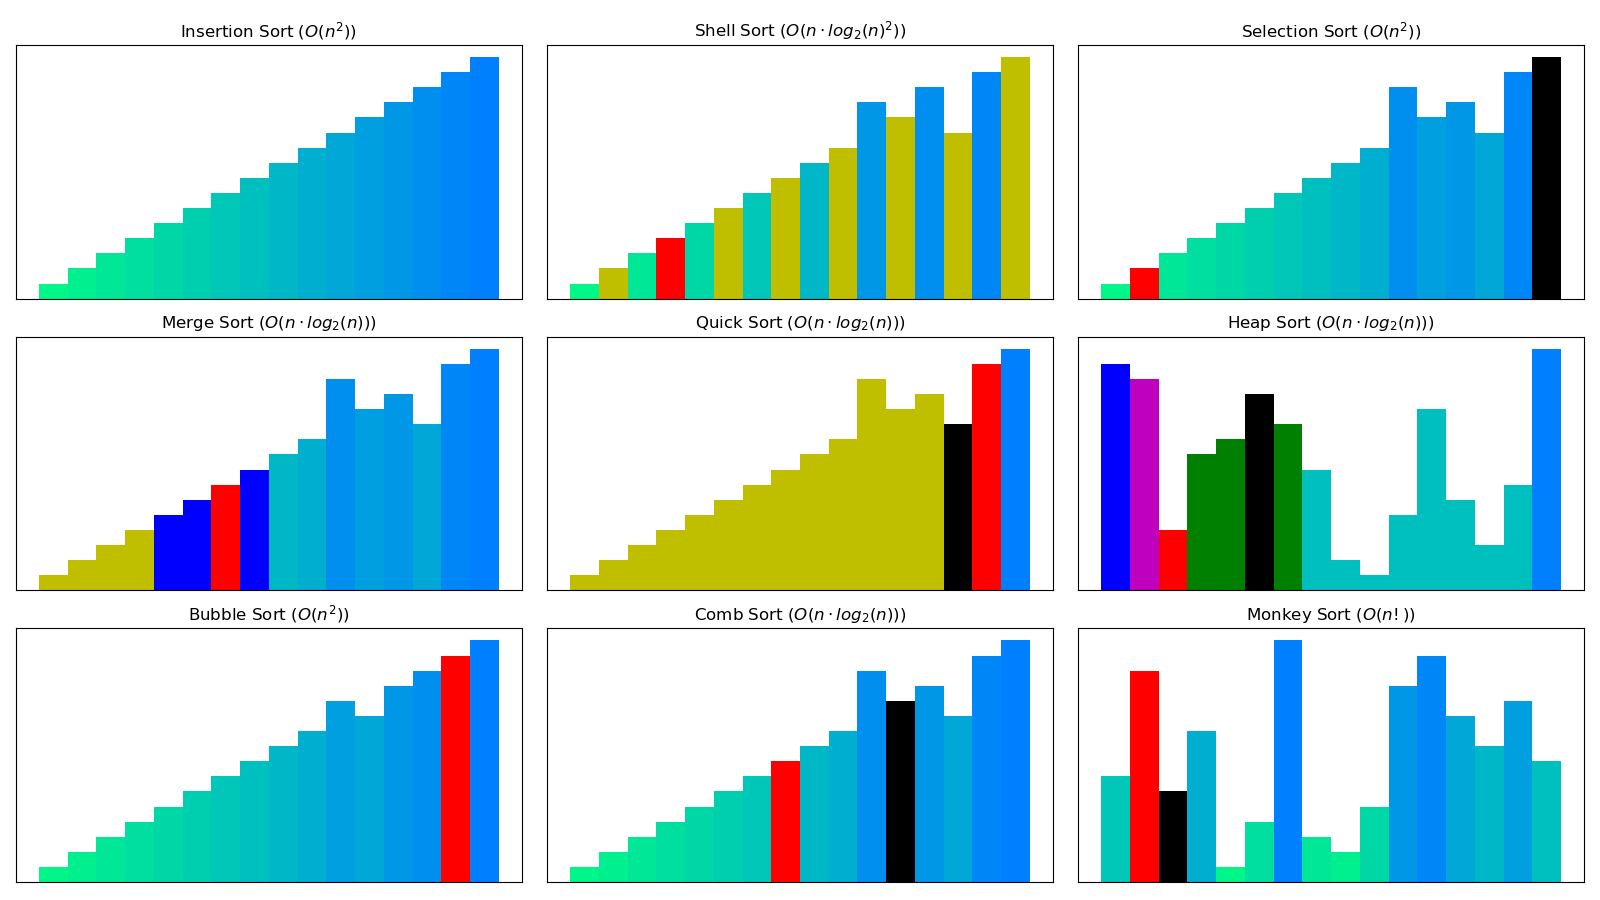 Insertion Sort (O(n²))
Shell Sort (O(n · log₂(n)²))
Selection Sort (O(n²))
Merge Sort (O(n · log₂(n)))
Quick Sort (O(n · log₂(n)))
Heap Sort (O(n · log₂(n)))
Bubble Sort (O(n²))
Comb Sort (O(n · log₂(n)))
Monkey Sort (O(n!))